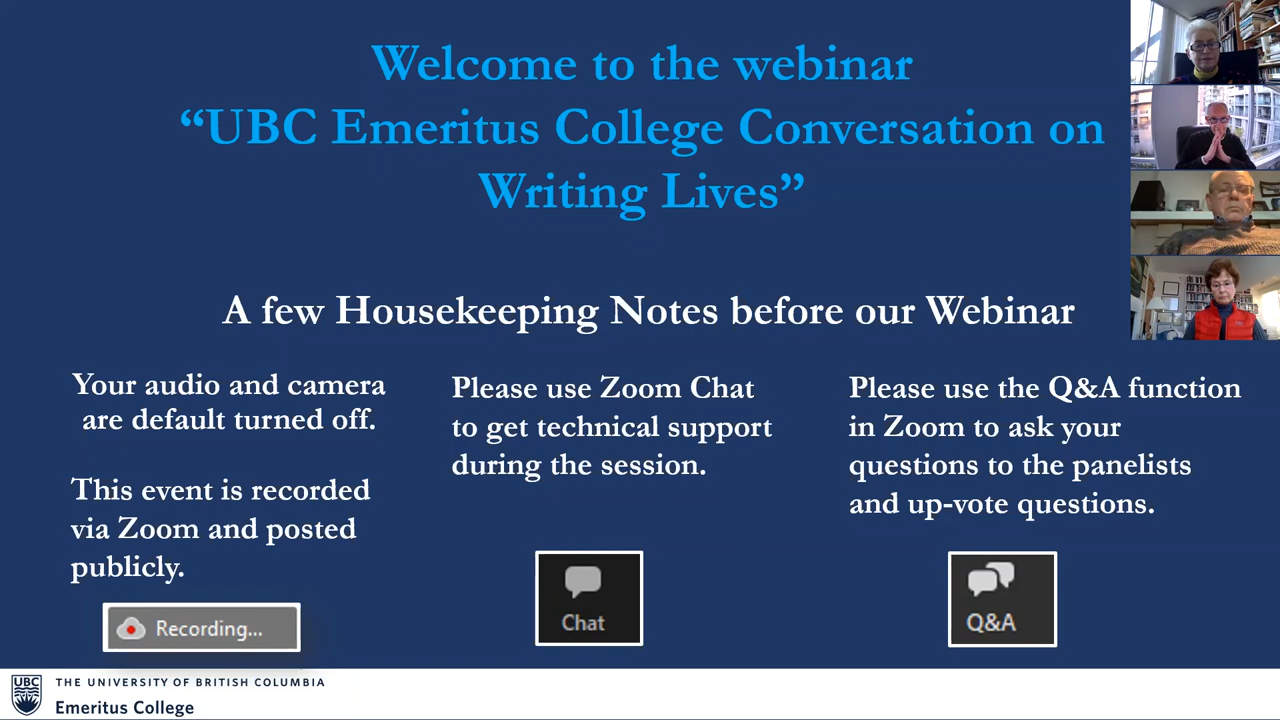 Welcome to the webinar
“UBC Emeritus College Conversation on
Writing Lives”
A few Housekeeping Notes before our Webinar
Your audio and camera
are default turned off.
This event is recorded
via Zoom and posted
publicly.
Recording...
Please use Zoom Chat
to get technical support
during the session.
Chat
Please use the Q&A function
in Zoom to ask your
questions to the panelists
and up-vote questions.
Q&A
UBC
THE UNIVERSITY OF BRITISH COLUMBIA
Emeritus College